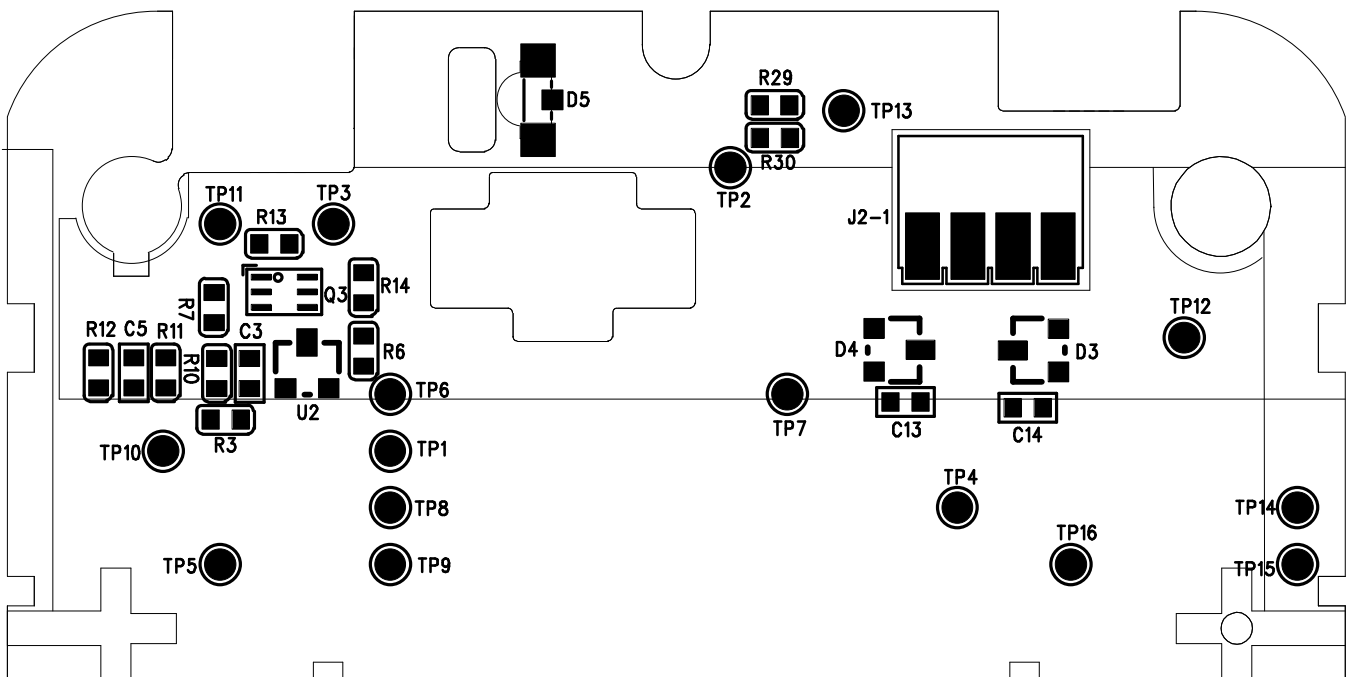 R29
D5
TP13
R30
TP11
TP3
TP2
R13
J2-1
Q3
R14
R7
TP12
R12
C5
R11
C3
R10
R6
D4
D3
TP6
U2
TP7
C13
C14
R3
TP10
TP1
TP4
TP8
TP14
TP16
TP5
TP9
TP15